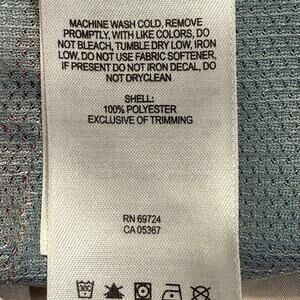 MACHINE WASH COLD, REMOVE
PROMPTLY, WITH LIKE COLORS, DO
NOT BLEACH, TUMBLE DRY LOW, IRON
LOW, DO NOT USE FABRIC SOFTENER,
IF PRESENT DO NOT IRON DECAL, DO
NOT DRYCLEAN
SHELL:
100% POLYESTER
EXCLUSIVE OF TRIMMING
RN 69724
CA 05367
30C